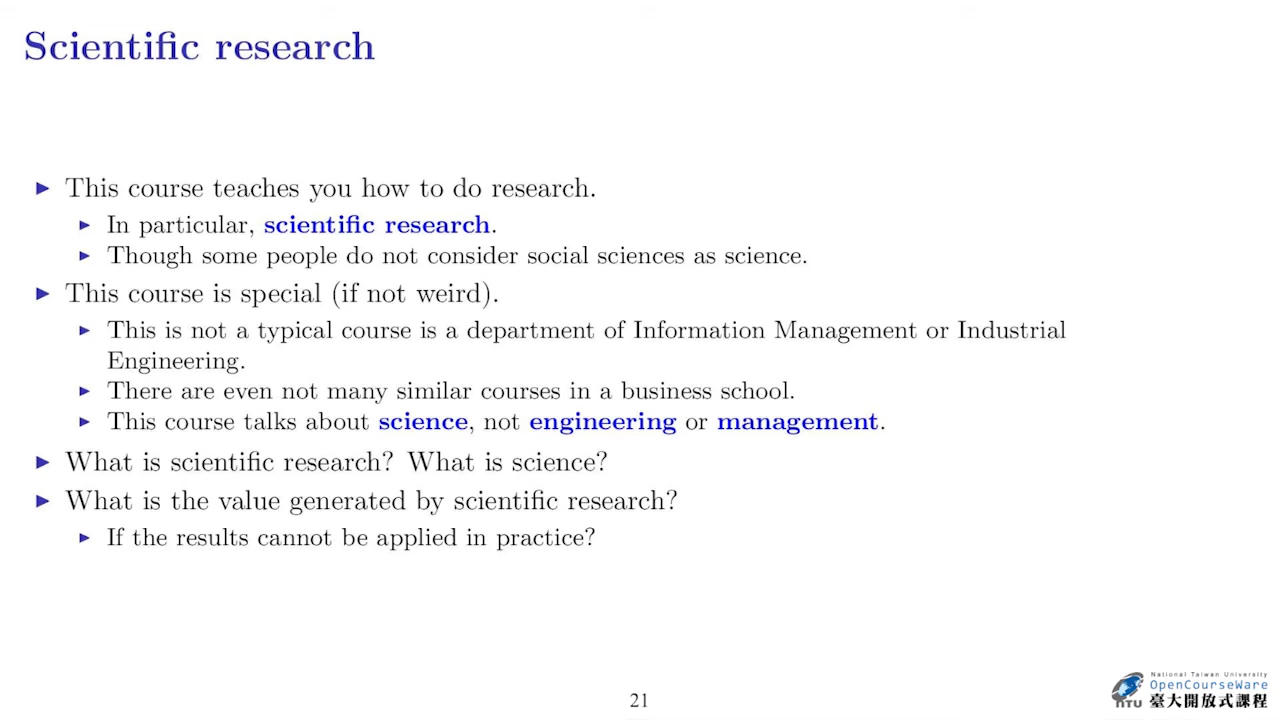 Scientific research
This course teaches you how to do research.
In particular, scientific research.
Though some people do not consider social sciences as science.
This course is special (if not weird).
This is not a typical course is a department of Information Management or Industrial
Engineering.
There are even not many similar courses in a business school.
This course talks about science, not engineering or management.
What is scientific research? What is science?
What is the value generated by scientific research?
If the results cannot be applied in practice?
21
National Taiwan University
OpenCourseWare
NTU 臺大開放式課程